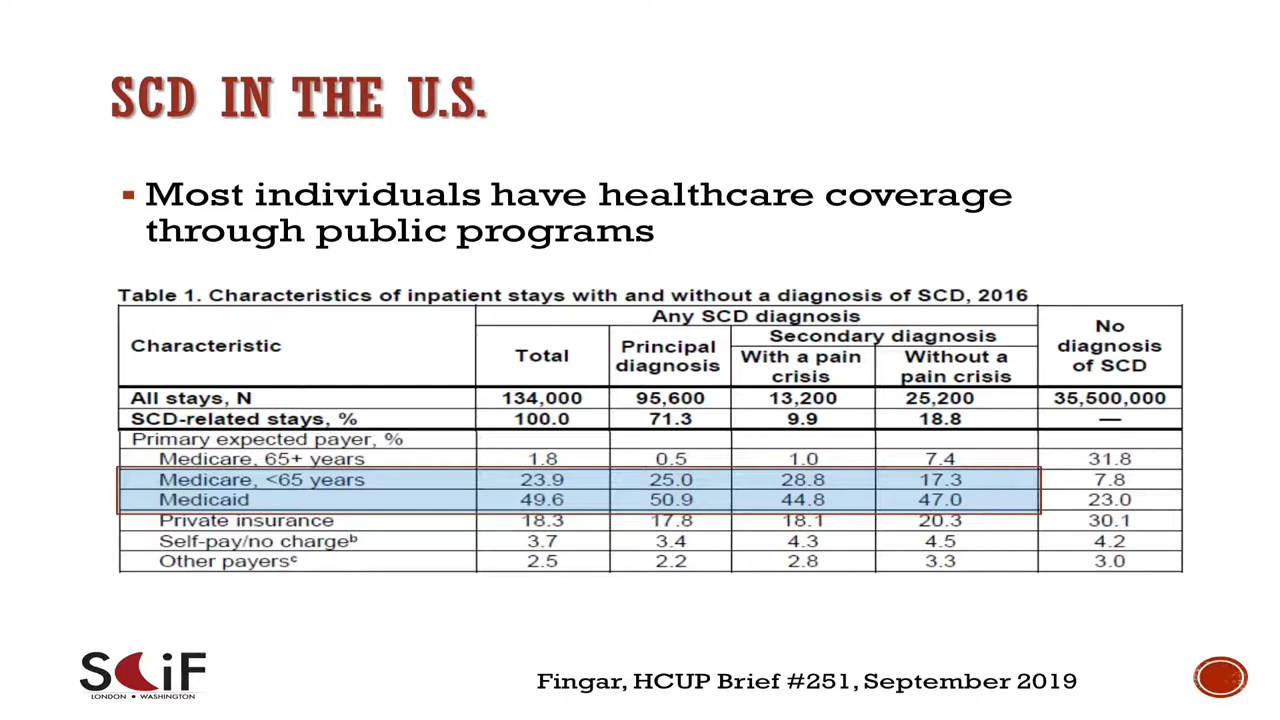 SCD IN THE U.S.
▪ Most individuals have healthcare coverage
through public programs
Table 1. Characteristics of inpatient stays with and without a diagnosis of SCD, 2016
Characteristic
Any SCD diagnosis
Total
Principal
diagnosis
Secondary diagnosis
With a pain
crisis
Without a
pain crisis
No
diagnosis
of SCD
All stays, N 134,000 95,600 13,200 25,200 35,500,000
SCD-related stays, % 100.0 71.3 9.9 18.8 —
Primary expected payer, %
Medicare, 65+ years 1.8 0.5 1.0 7.4 31.8
Medicare, <65 years 23.9 25.0 28.8 17.3 7.8
Medicaid 49.6 50.9 44.8 47.0 23.0
Private insurance 18.3 17.8 18.1 20.3 30.1
Self-pay/no chargeᵇ 3.7 3.4 4.3 4.5 4.2
Other payersᶜ 2.5 2.2 2.8 3.3 3.0
SCiF
LONDON • WASHINGTON
Fingar, HCUP Brief #251, September 2019